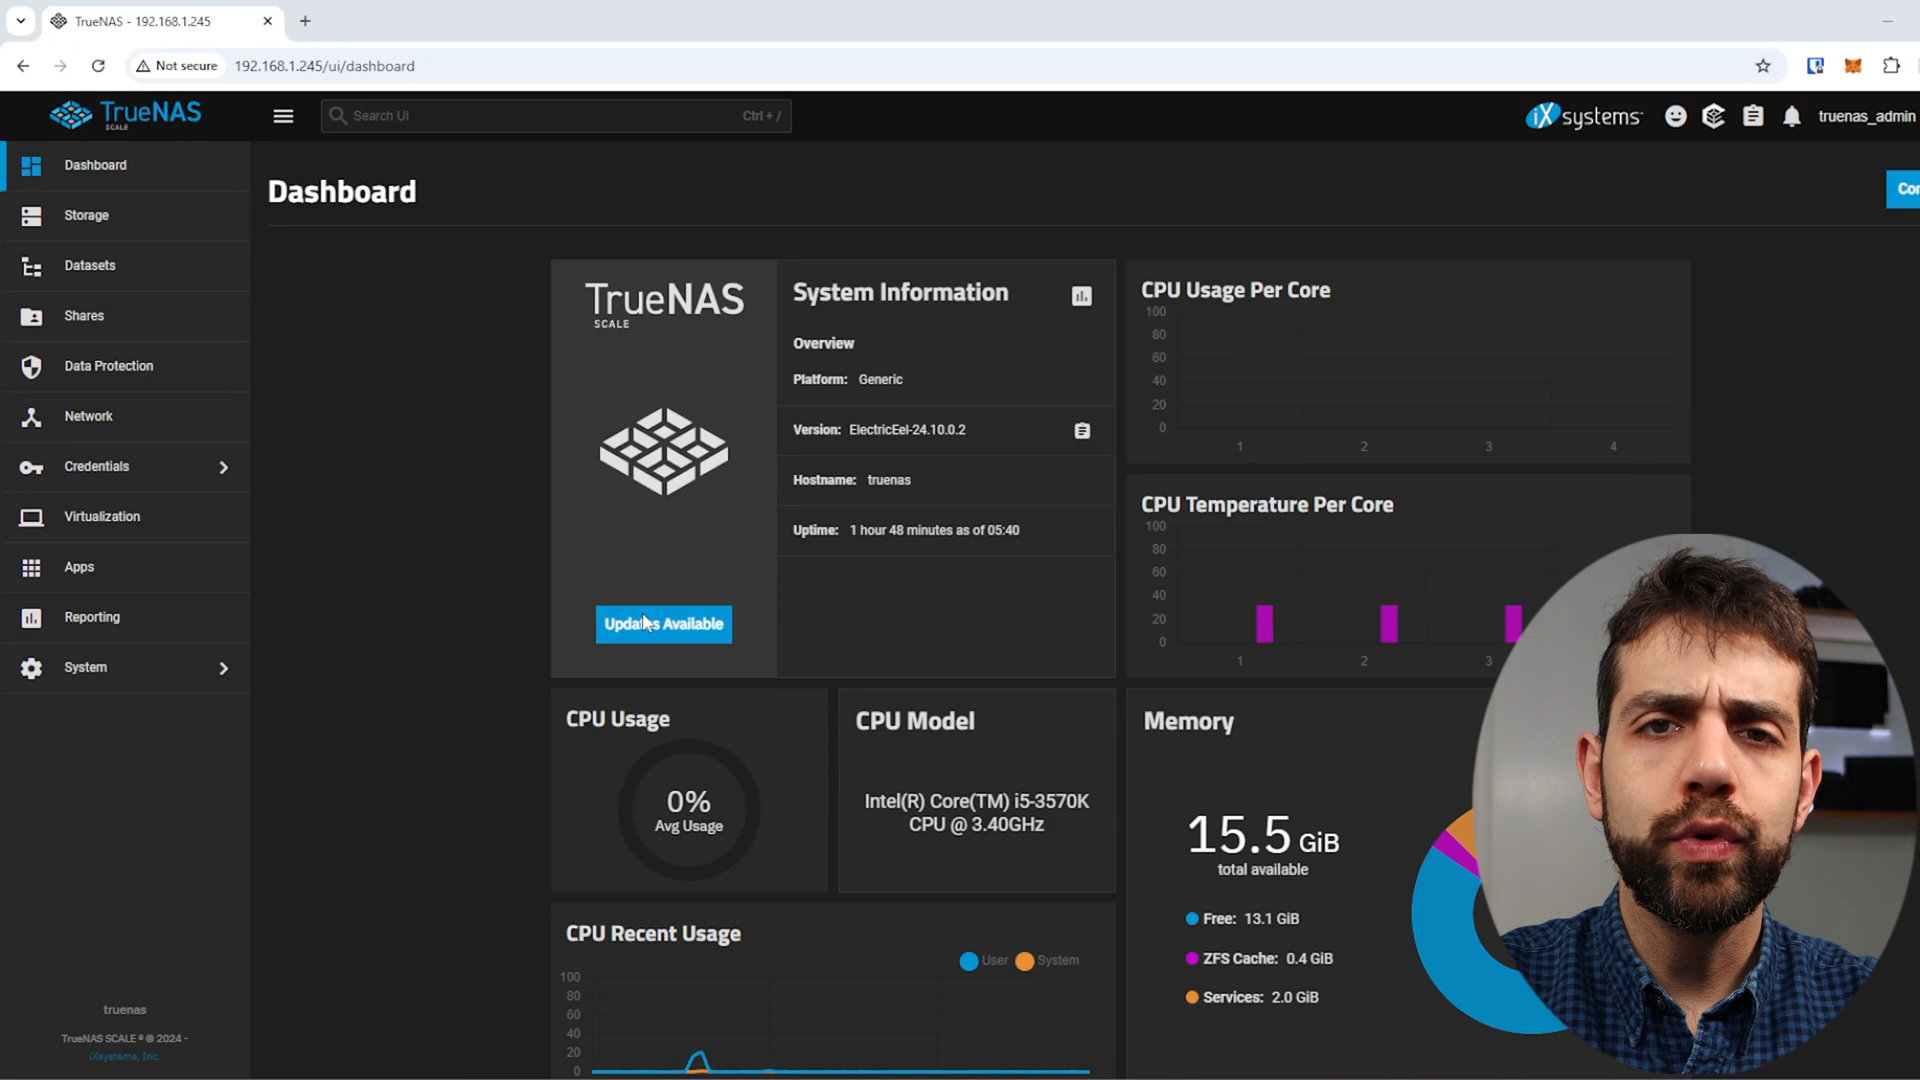 TrueNAS - 192.168.1.245
Not secure
192.168.1.245/ui/dashboard
TrueNAS
SCALE
Search UI
Ctrl + /
iXsystems
truenas_admin
Dashboard
Storage
Datasets
Shares
Data Protection
Network
Credentials
Virtualization
Apps
Reporting
System
truenas
TrueNAS SCALE ® © 2024 -
iXsystems, Inc.
Dashboard
TrueNAS
SCALE
Updates Available
System Information
Overview
Platform: Generic
Version: ElectricEel-24.10.0.2
Hostname: truenas
Uptime: 1 hour 48 minutes as of 05:40
CPU Usage Per Core
100
80
60
40
20
0
1 2 3 4
CPU Temperature Per Core
100
80
60
40
20
0
1 2 3
CPU Usage
0%
Avg Usage
CPU Model
Intel(R) Core(TM) i5-3570K
CPU @ 3.40GHz
Memory
15.5 GiB
total available
Free: 13.1 GiB
ZFS Cache: 0.4 GiB
Services: 2.0 GiB
CPU Recent Usage
User System
100
80
60
40
20
0